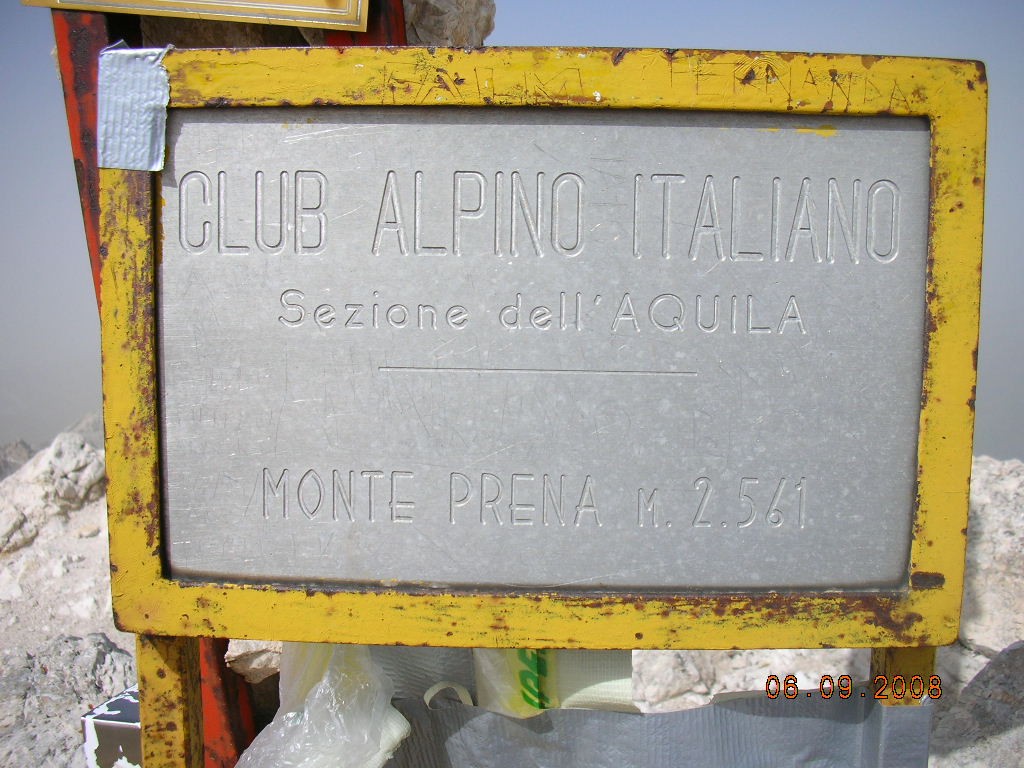 CLUB ALPINO ITALIANO
Sezione dell'AQUILA
MONTE PRENA M. 2.561
06.09.2008